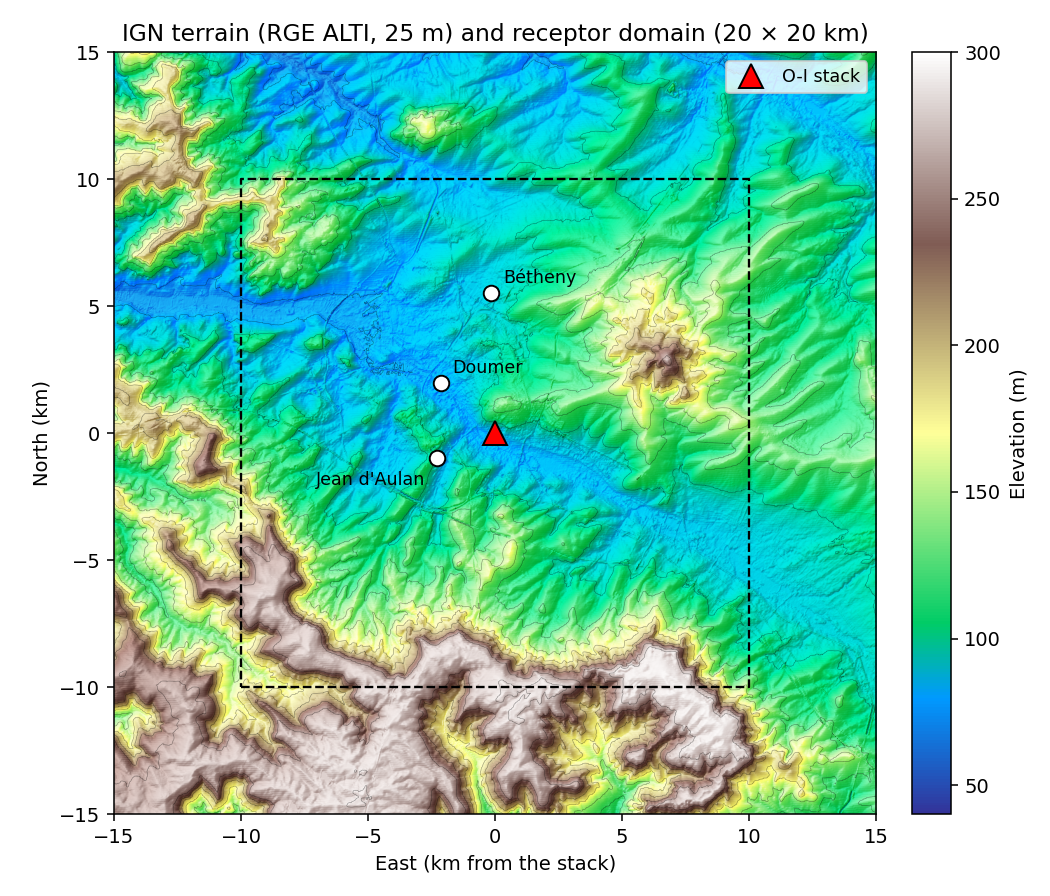 IGN terrain (RGE ALTI, 25 m) and receptor domain (20 × 20 km)
O-I stack
Bétheny
Doumer
Jean d'Aulan
15
10
5
0
−5
−10
−15
North (km)
−15
−10
−5
0
5
10
15
East (km from the stack)
300
250
200
150
100
50
Elevation (m)